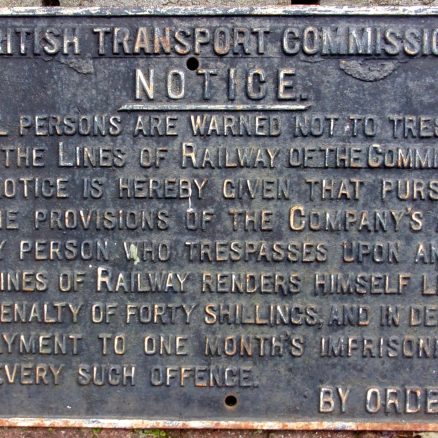 RITISH TRANSPORT COMMISSIO
NOTICE.
L PERSONS ARE WARNED NOT TO TRES
THE LINES OF RAILWAY OF THE COMMI
OTICE IS HEREBY GIVEN THAT PURS
E PROVISIONS OF THE COMPANY'S
Y PERSON WHO TRESPASSES UPON AN
INES OF RAILWAY RENDERS HIMSELF L
ENALTY OF FORTY SHILLINGS, AND IN DE
YMENT TO ONE MONTH'S IMPRISON
EVERY SUCH OFFENCE.
BY ORDE